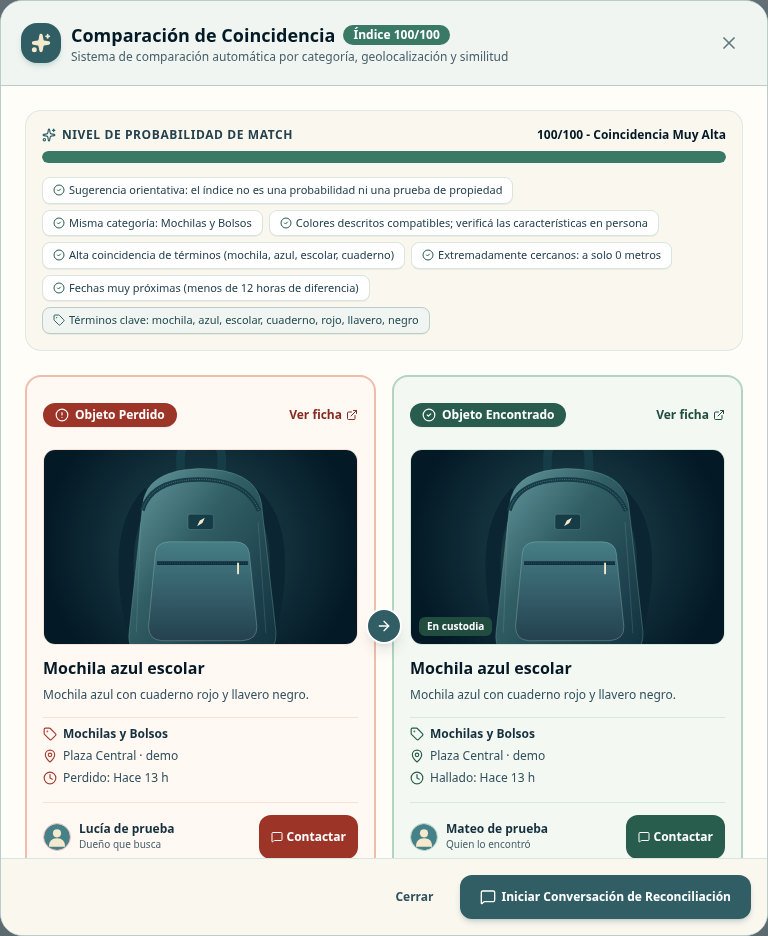 Comparación de Coincidencia
Índice 100/100
Sistema de comparación automática por categoría, geolocalización y similitud
NIVEL DE PROBABILIDAD DE MATCH
100/100 - Coincidencia Muy Alta
Sugerencia orientativa: el índice no es una probabilidad ni una prueba de propiedad
Misma categoría: Mochilas y Bolsos
Colores descritos compatibles; verificá las características en persona
Alta coincidencia de términos (mochila, azul, escolar, cuaderno)
Extremadamente cercanos: a solo 0 metros
Fechas muy próximas (menos de 12 horas de diferencia)
Términos clave: mochila, azul, escolar, cuaderno, rojo, llavero, negro
Objeto Perdido
Ver ficha
Mochila azul escolar
Mochila azul con cuaderno rojo y llavero negro.
Mochilas y Bolsos
Plaza Central · demo
Perdido: Hace 13 h
Lucía de prueba
Dueño que busca
Contactar
Objeto Encontrado
Ver ficha
En custodia
Mochila azul escolar
Mochila azul con cuaderno rojo y llavero negro.
Mochilas y Bolsos
Plaza Central · demo
Hallado: Hace 13 h
Mateo de prueba
Quien lo encontró
Contactar
Cerrar
Iniciar Conversación de Reconciliación